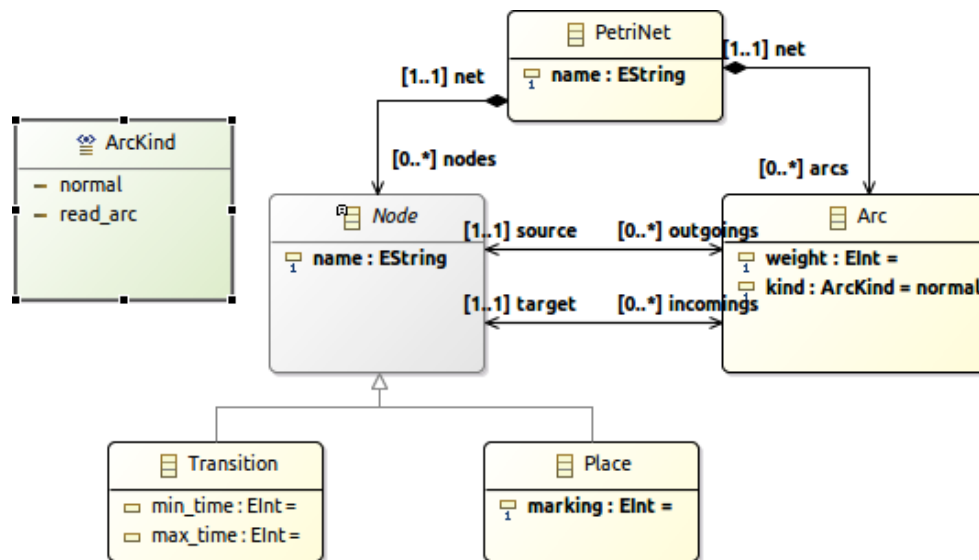 PetriNet
name : EString
[1..1] net
[1..1] net
ArcKind
normal
read_arc
[0..*] nodes
[0..*] arcs
Node
name : EString
[1..1] source
[0..*] outgoings
[1..1] target
[0..*] incomings
Arc
weight : EInt =
kind : ArcKind = normal
Transition
min_time : EInt =
max_time : EInt =
Place
marking : EInt =